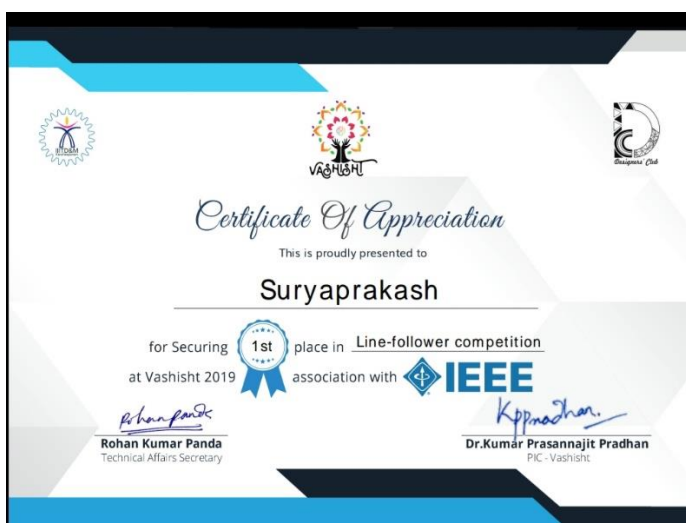 IIITD&M
VASHISHT
Designers' Club
Certificate Of Appreciation
This is proudly presented to
Suryaprakash
for Securing 1st place in Line-follower competition
at Vashisht 2019 association with IEEE
Rohan Kumar Panda
Dr.Kumar Prasannajit Pradhan
Technical Affairs Secretary
PIC - Vashisht